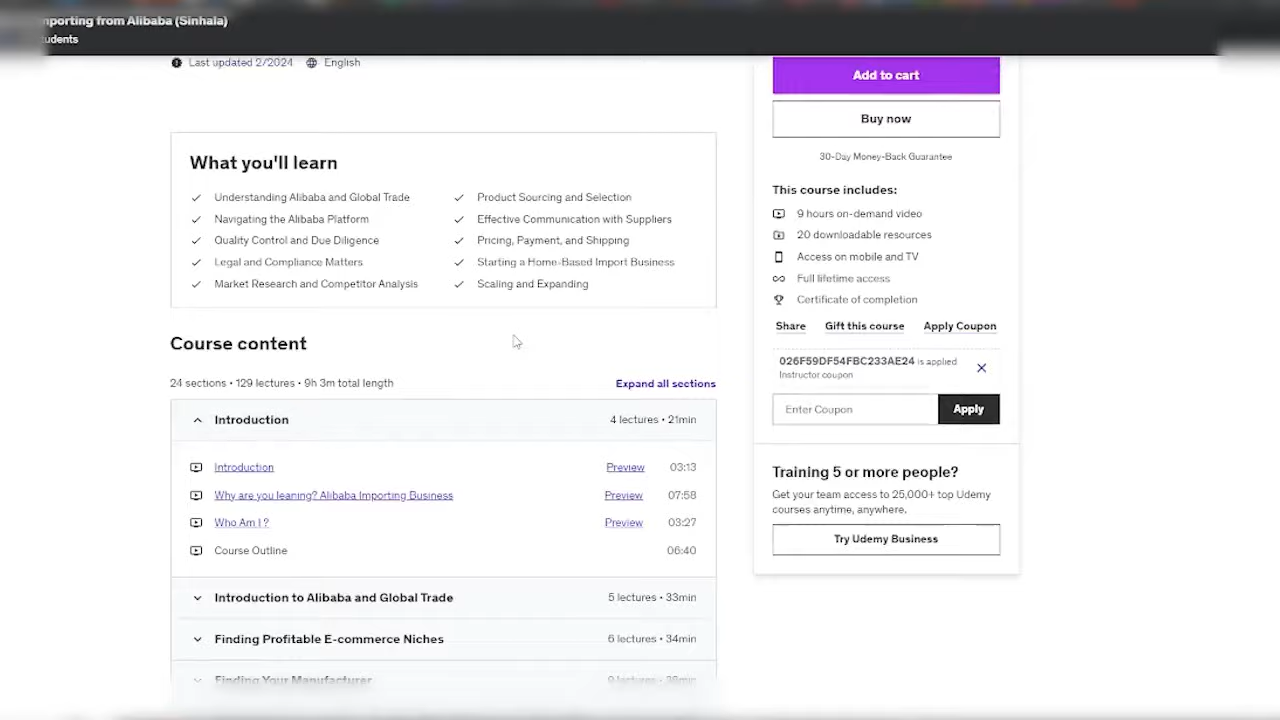 mporting from Alibaba (Sinhala)
udents
Last updated 2/2024 English
What you'll learn
Understanding Alibaba and Global Trade
Navigating the Alibaba Platform
Quality Control and Due Diligence
Legal and Compliance Matters
Market Research and Competitor Analysis
Product Sourcing and Selection
Effective Communication with Suppliers
Pricing, Payment, and Shipping
Starting a Home-Based Import Business
Scaling and Expanding
Course content
24 sections • 129 lectures • 9h 3m total length
Expand all sections
Introduction 4 lectures • 21min
Introduction Preview 03:13
Why are you leaning? Alibaba Importing Business Preview 07:58
Who Am I ? Preview 03:27
Course Outline 06:40
Introduction to Alibaba and Global Trade 5 lectures • 33min
Finding Profitable E-commerce Niches 6 lectures • 34min
Finding Your Manufacturer
Add to cart
Buy now
30-Day Money-Back Guarantee
This course includes:
9 hours on-demand video
20 downloadable resources
Access on mobile and TV
Full lifetime access
Certificate of completion
Share Gift this course Apply Coupon
026F59DF54FBC233AE24 is applied
Instructor coupon
Enter Coupon Apply
Training 5 or more people?
Get your team access to 25,000+ top Udemy
courses anytime, anywhere.
Try Udemy Business